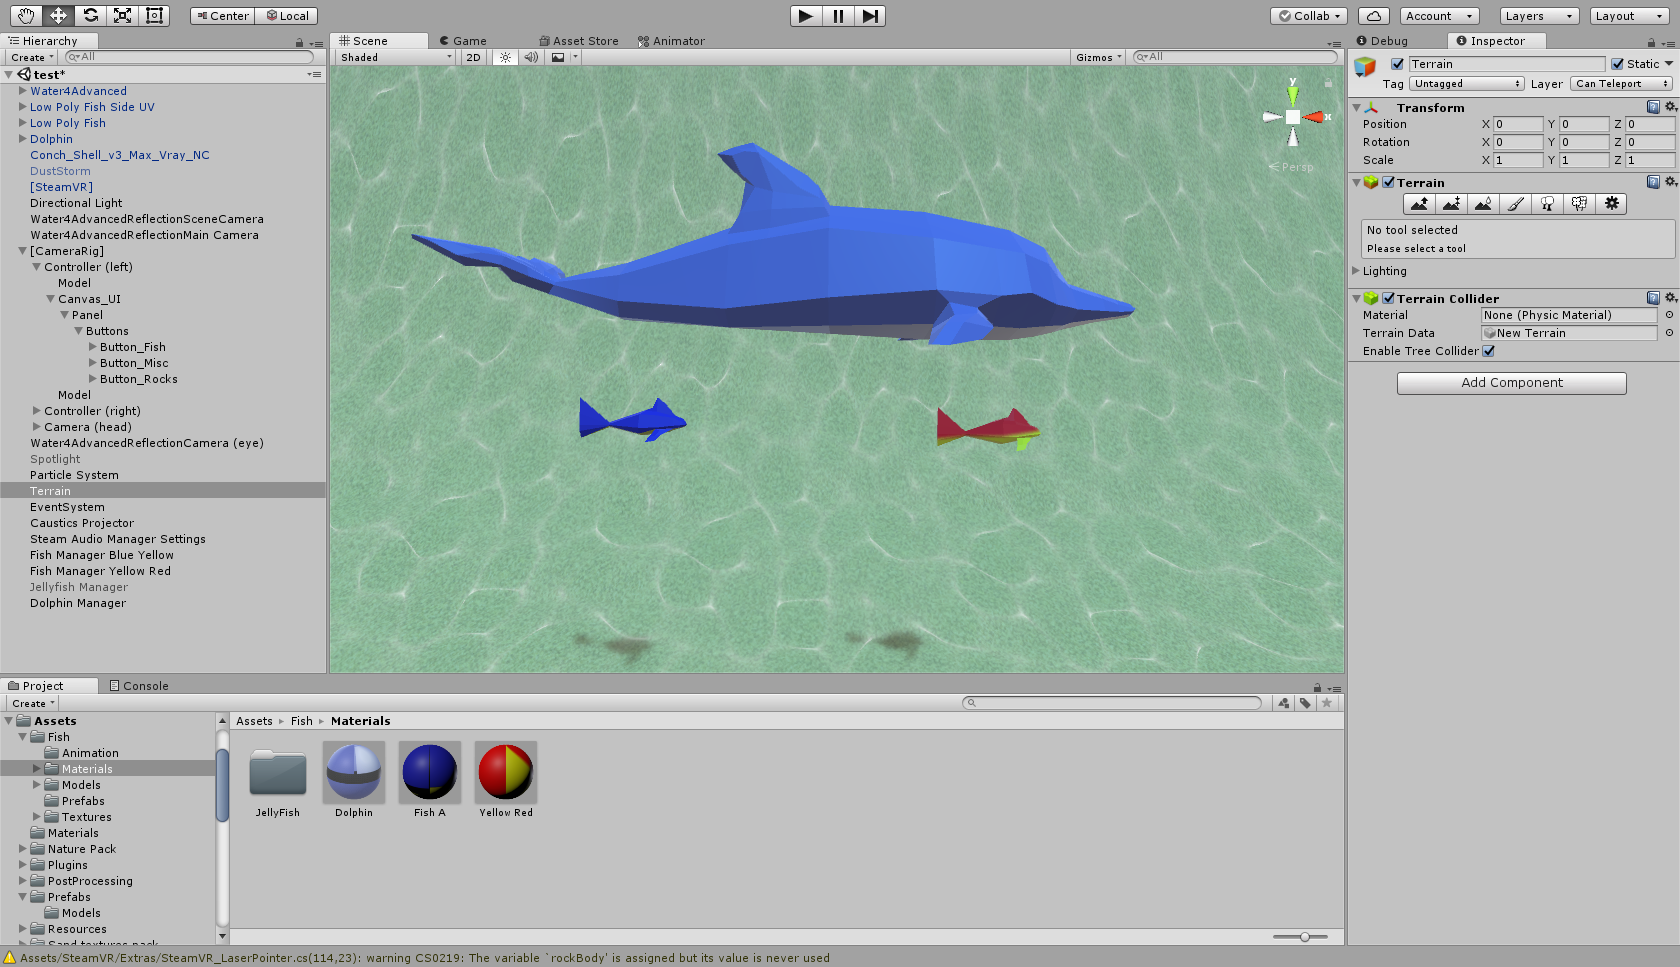 Center Local
Collab Account Layers Layout
Hierarchy
Create All
test*
Water4Advanced
Low Poly Fish Side UV
Low Poly Fish
Dolphin
Conch_Shell_v3_Max_Vray_NC
DustStorm
[SteamVR]
Directional Light
Water4AdvancedReflectionSceneCamera
Water4AdvancedReflectionMain Camera
[CameraRig]
Controller (left)
Model
Canvas_UI
Panel
Buttons
Button_Fish
Button_Misc
Button_Rocks
Model
Controller (right)
Camera (head)
Water4AdvancedReflectionCamera (eye)
Spotlight
Particle System
Terrain
EventSystem
Caustics Projector
Steam Audio Manager Settings
Fish Manager Blue Yellow
Fish Manager Yellow Red
Jellyfish Manager
Dolphin Manager
Scene Game Asset Store Animator
Shaded 2D Gizmos All
y
x
Persp
Debug Inspector
Terrain Static
Tag Untagged Layer Can Teleport
Transform
Position X 0 Y 0 Z 0
Rotation X 0 Y 0 Z 0
Scale X 1 Y 1 Z 1
Terrain
No tool selected
Please select a tool
Lighting
Terrain Collider
Material None (Physic Material)
Terrain Data New Terrain
Enable Tree Collider
Add Component
Project Console
Create
Assets
Fish
Animation
Materials
Models
Prefabs
Textures
Materials
Nature Pack
Plugins
PostProcessing
Prefabs
Models
Resources
Sand textures pack
Assets Fish Materials
JellyFish Dolphin Fish A Yellow Red
Assets/SteamVR/Extras/SteamVR_LaserPointer.cs(114,23): warning CS0219: The variable `rockBody' is assigned but its value is never used